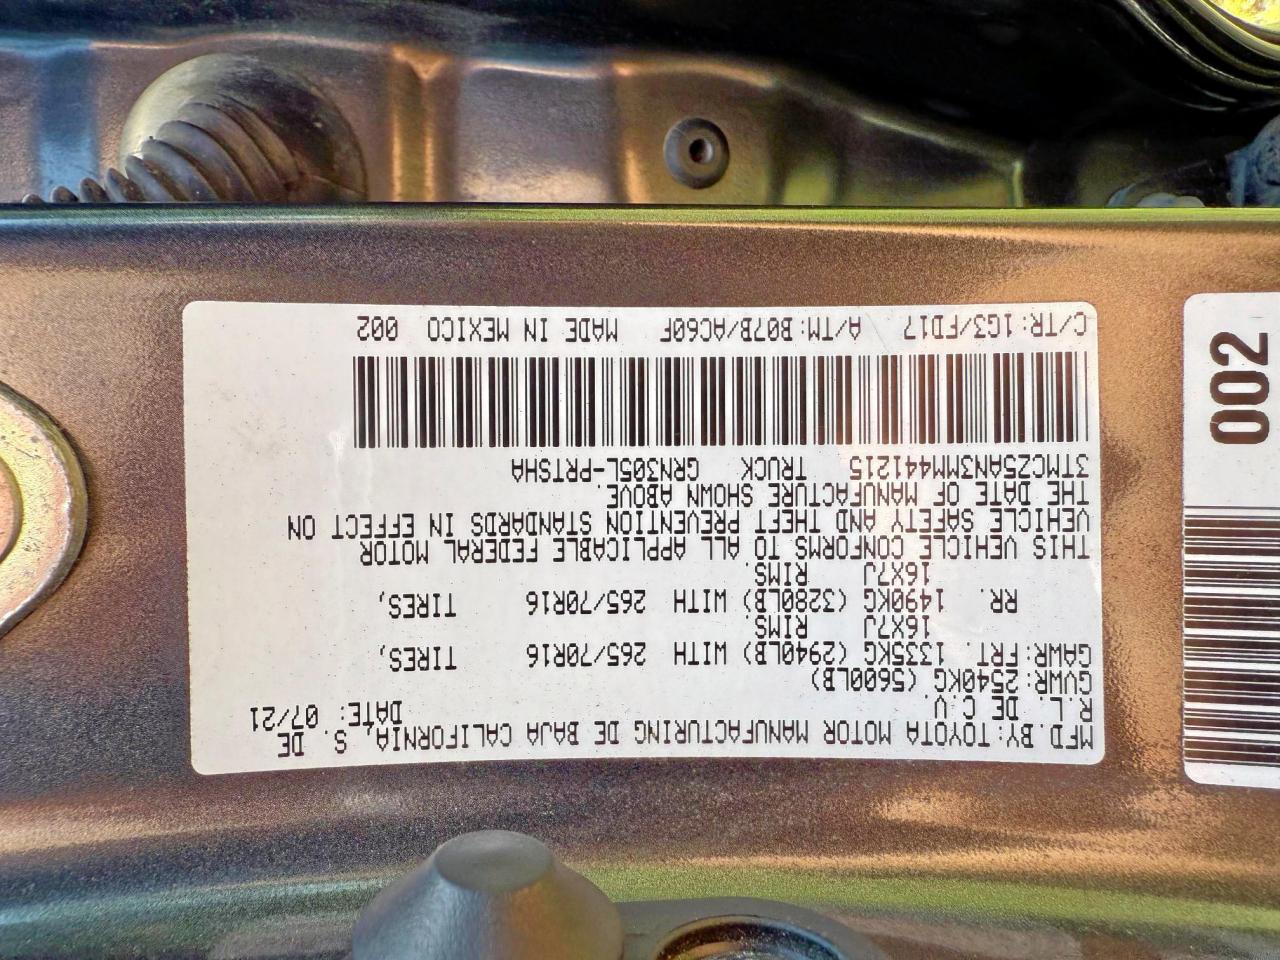 MFD.BY:TOYOTA MOTOR MANUFACTURING DE BAJA CALIFORNIA, S. DE
R.L. DE C.V. DATE: 07/21
GVWR:2540KG (5600LB)
GAWR:FRT. 1335KG (2940LB) WITH 265/70R16 TIRES,
16X7J RIMS.
RR. 1490KG (3280LB) WITH 265/70R16 TIRES,
16X7J RIMS.
THIS VEHICLE CONFORMS TO ALL APPLICABLE FEDERAL MOTOR
VEHICLE SAFETY AND THEFT PREVENTION STANDARDS IN EFFECT ON
THE DATE OF MANUFACTURE SHOWN ABOVE.
3TMCZ5AN3MM441215 TRUCK GRN305L-PRTSHA
C/TR:1G3/FD17 A/TM:B07B/AC60F MADE IN MEXICO 002
002